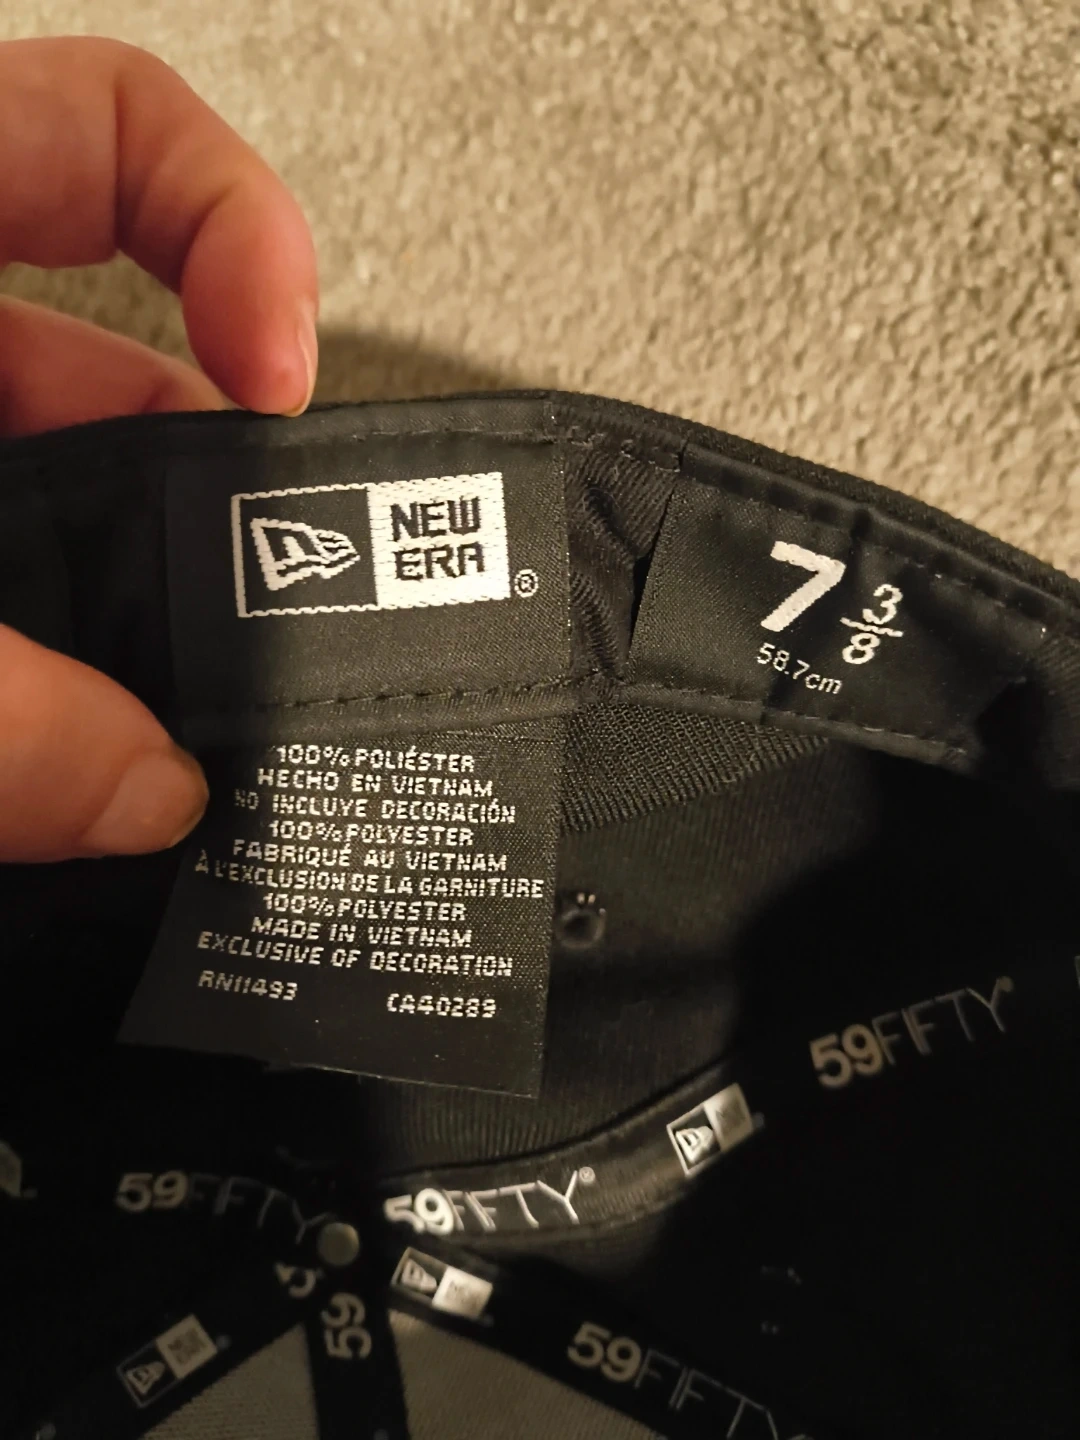 NEW
ERA
®
7 3/8
58.7cm
100% POLIÉSTER
HECHO EN VIETNAM
NO INCLUYE DECORACIÓN
100% POLYESTER
FABRIQUÉ AU VIETNAM
À L'EXCLUSION DE LA GARNITURE
100% POLYESTER
MADE IN VIETNAM
EXCLUSIVE OF DECORATION
RN11493 CA40289
59FIFTY®
59FIFTY
59FIFTY®
59
59FIFTY